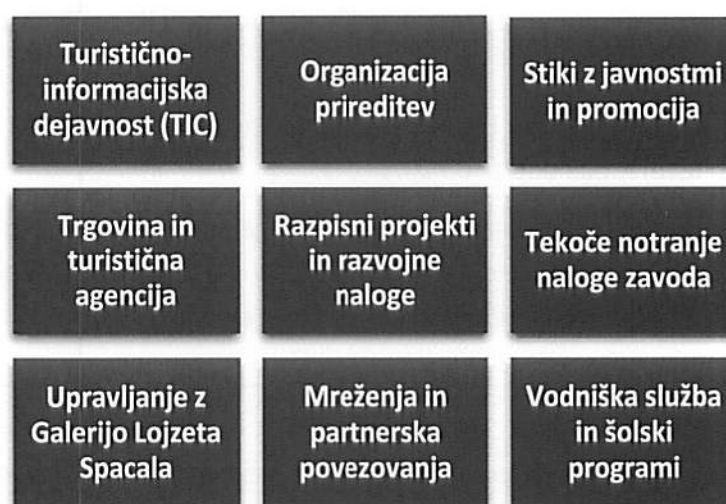 Turistično-
informacijska
dejavnost (TIC)
Organizacija
prireditev
Stiki z javnostmi
in promocija
Trgovina in
turistična
agencija
Razpisni projekti
in razvojne
naloge
Tekoče notranje
naloge zavoda
Upravljanje z
Galerijo Lojzeta
Spacala
Mreženja in
partnerska
povezovanja
Vodniška služba
in šolski
programi